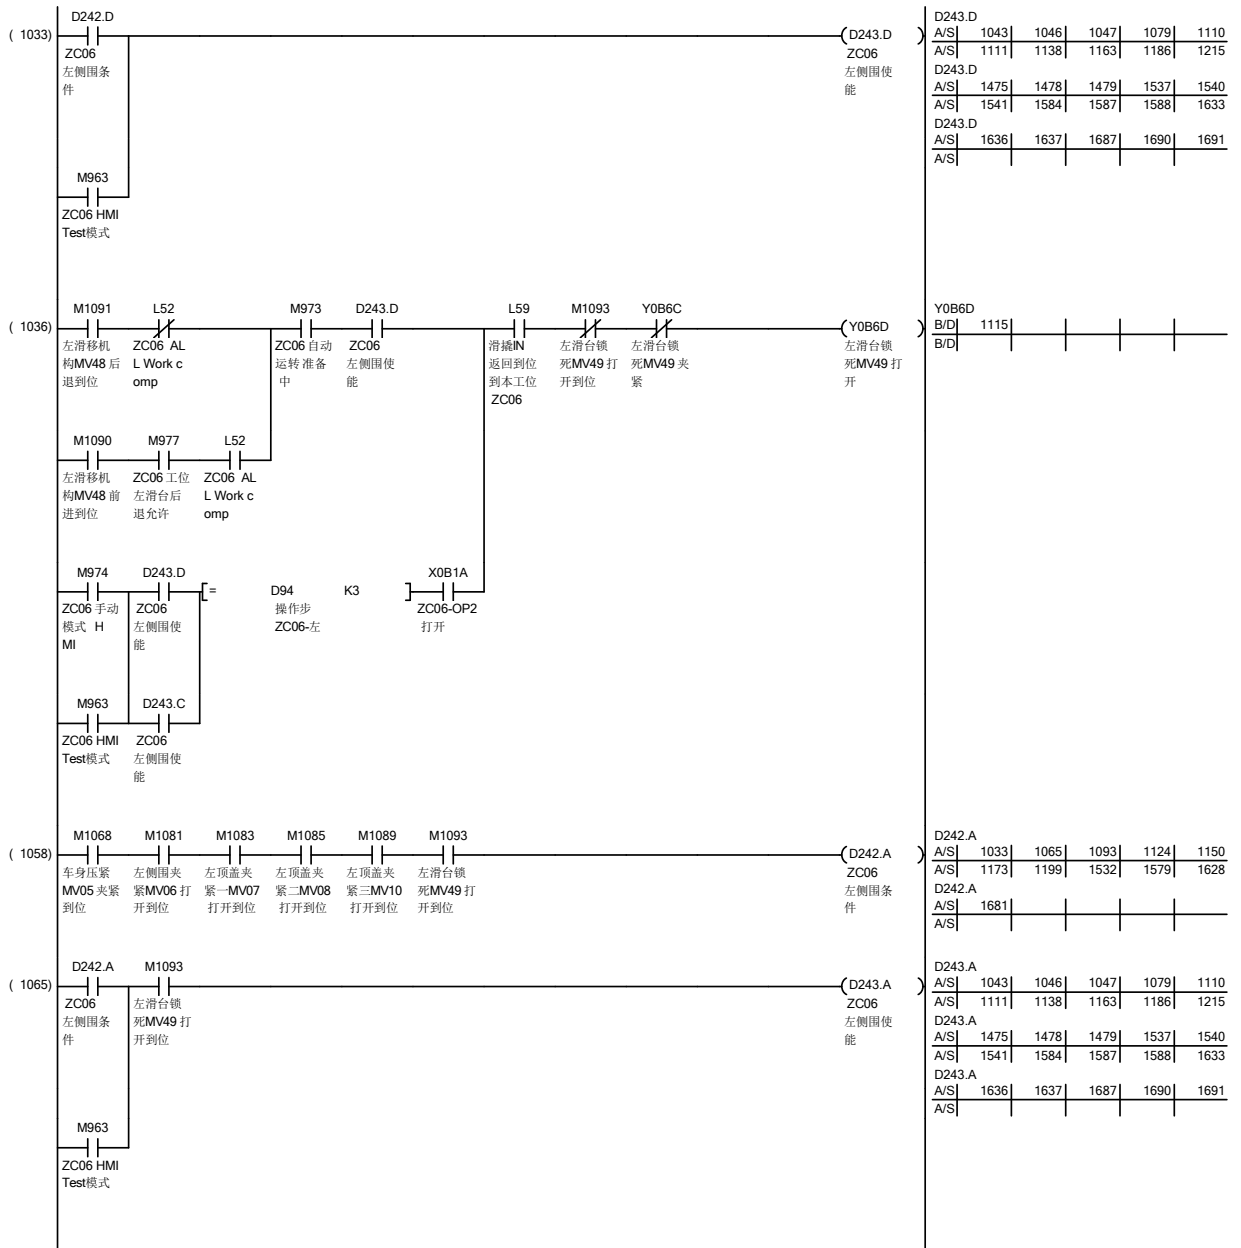 D242.D
( 1033)
ZC06
左侧围条
件
(D243.D )
ZC06
左侧围使
能
D243.D
A/S 1043 1046 1047 1079 1110
A/S 1111 1138 1163 1186 1215
D243.D
A/S 1475 1478 1479 1537 1540
A/S 1541 1584 1587 1588 1633
D243.D
A/S 1636 1637 1687 1690 1691
A/S
M963
ZC06 HMI
Test模式
M1091 L52 M973 D243.D L59 M1093 Y0B6C
( 1036)
左滑移机 ZC06 AL ZC06 自动 ZC06 滑撬IN 左滑台锁 左滑台锁
构MV48 后 L Work c 运转 准备 左侧围使 返回到位 死MV49 打 死MV49 夹
退到位 omp 中 能 到本工位 开到位 紧
ZC06
(Y0B6D )
左滑台锁
死MV49 打
开
Y0B6D
B/D 1115
B/D
M1090 M977 L52
左滑移机 ZC06 工位 ZC06 AL
构MV48 前 左滑台后 L Work c
进到位 退允许 omp
M974 D243.D [= D94 K3 ] X0B1A
ZC06 手动 ZC06 操作步 ZC06-OP2
模式 H 左侧围使 ZC06-左 打开
MI 能
M963 D243.C
ZC06 HMI ZC06
Test模式 左侧围使
能
M1068 M1081 M1083 M1085 M1089 M1093
( 1058)
车身压紧 左侧围夹 左顶盖夹 左顶盖夹 左顶盖夹 左滑台锁
MV05 夹紧 紧MV06 打 紧一MV07 紧二MV08 紧三MV10 死MV49 打
到位 开到位 打开到位 打开到位 打开到位 开到位
(D242.A )
ZC06
左侧围条
件
D242.A
A/S 1033 1065 1093 1124 1150
A/S 1173 1199 1532 1579 1628
D242.A
A/S 1681
A/S
D242.A M1093
( 1065)
ZC06 左滑台锁
左侧围条 死MV49 打
件 开到位
(D243.A )
ZC06
左侧围使
能
D243.A
A/S 1043 1046 1047 1079 1110
A/S 1111 1138 1163 1186 1215
D243.A
A/S 1475 1478 1479 1537 1540
A/S 1541 1584 1587 1588 1633
D243.A
A/S 1636 1637 1687 1690 1691
A/S
M963
ZC06 HMI
Test模式